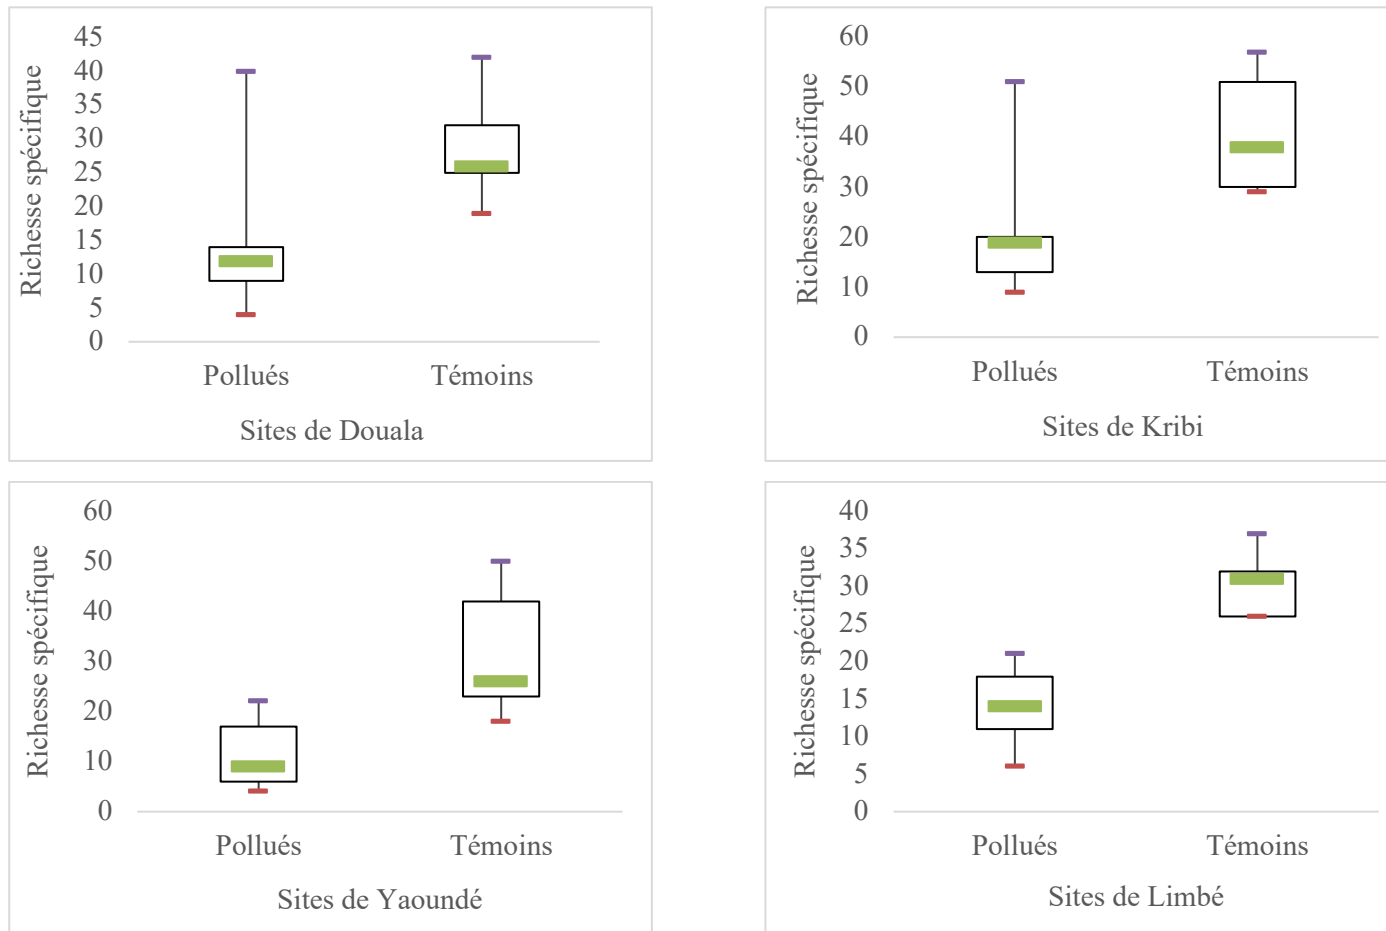 Richesse spécifique
45
40
35
30
25
20
15
10
5
0
Pollués Témoins
Sites de Douala
Richesse spécifique
60
50
40
30
20
10
0
Pollués Témoins
Sites de Kribi
Richesse spécifique
60
50
40
30
20
10
0
Pollués Témoins
Sites de Yaoundé
Richesse spécifique
40
35
30
25
20
15
10
5
0
Pollués Témoins
Sites de Limbé